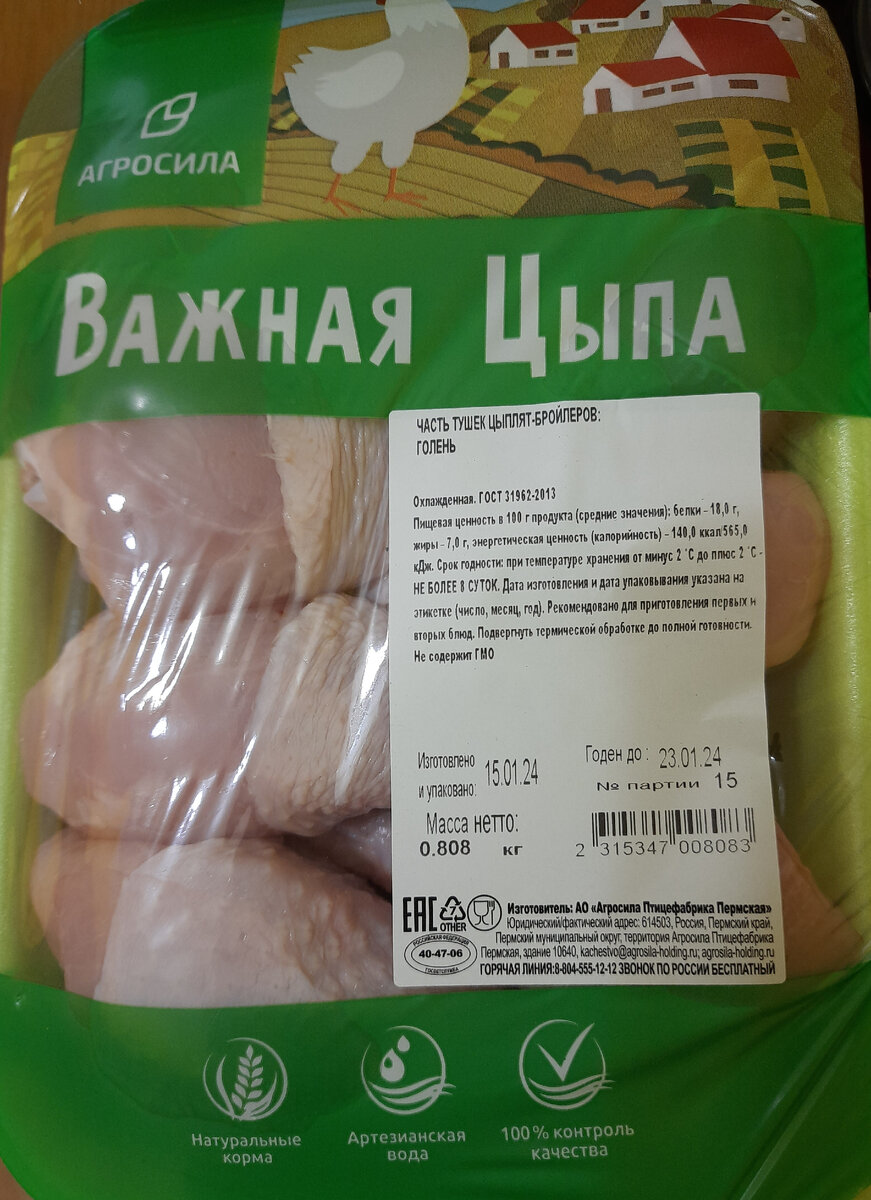 АГРОСИЛА
ВАЖНАЯ ЦЫПА
ЧАСТЬ ТУШЕК ЦЫПЛЯТ-БРОЙЛЕРОВ:
ГОЛЕНЬ
Охлажденная. ГОСТ 31962-2013
Пищевая ценность в 100 г продукта (средние значения): белки – 18,0 г,
жиры – 7,0 г, энергетическая ценность (калорийность) – 140,0 ккал/565,0
кДж. Срок годности: при температуре хранения от минус 2 ˚С до плюс 2 ˚С -
НЕ БОЛЕЕ 8 СУТОК. Дата изготовления и дата упаковывания указана на
этикетке (число, месяц, год). Рекомендовано для приготовления первых и
вторых блюд. Подвергнуть термической обработке до полной готовности.
Не содержит ГМО
Изготовлено
и упаковано: 15.01.24
Годен до : 23.01.24
№ партии 15
Масса нетто:
0.808 кг
2 315347 008083
EAC
OTHER
РОССИЙСКАЯ ФЕДЕРАЦИЯ
40-47-06
ГОСВЕТСЛУЖБА
Изготовитель: АО «Агросила Птицефабрика Пермская»
Юридический/фактический адрес: 614503, Россия, Пермский край,
Пермский муниципальный округ, территория Агросила Птицефабрика
Пермская, здание 10640, kachestvo@agrosila-holding.ru; agrosila-holding.ru
ГОРЯЧАЯ ЛИНИЯ:8-804-555-12-12 ЗВОНОК ПО РОССИИ БЕСПЛАТНЫЙ
Натуральные
корма
Артезианская
вода
100% контроль
качества